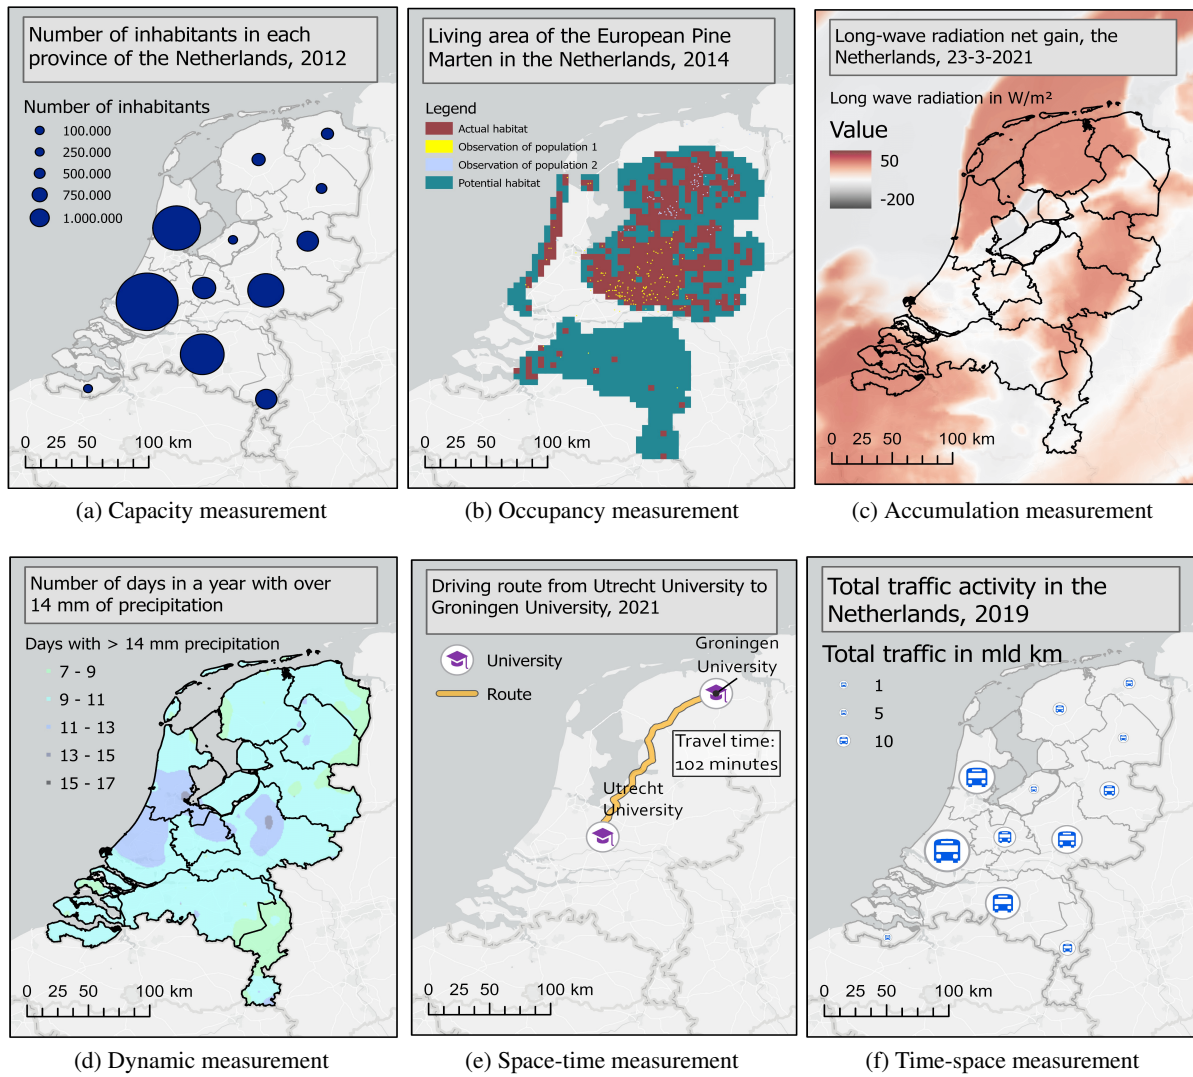 Number of inhabitants in each
province of the Netherlands, 2012
Number of inhabitants
100.000
250.000
500.000
750.000
1.000.000
0 25 50 100 km
(a) Capacity measurement
Living area of the European Pine
Marten in the Netherlands, 2014
Legend
Actual habitat
Observation of population 1
Observation of population 2
Potential habitat
0 25 50 100 km
(b) Occupancy measurement
Long-wave radiation net gain, the
Netherlands, 23-3-2021
Long wave radiation in W/m²
Value
50
-200
0 25 50 100 km
(c) Accumulation measurement
Number of days in a year with over
14 mm of precipitation
Days with > 14 mm precipitation
7 - 9
9 - 11
11 - 13
13 - 15
15 - 17
0 25 50 100 km
(d) Dynamic measurement
Driving route from Utrecht University to
Groningen University, 2021
University
Route
Groningen
University
Travel time:
102 minutes
Utrecht
University
0 25 50 100 km
(e) Space-time measurement
Total traffic activity in the
Netherlands, 2019
Total traffic in mld km
1
5
10
0 25 50 100 km
(f) Time-space measurement